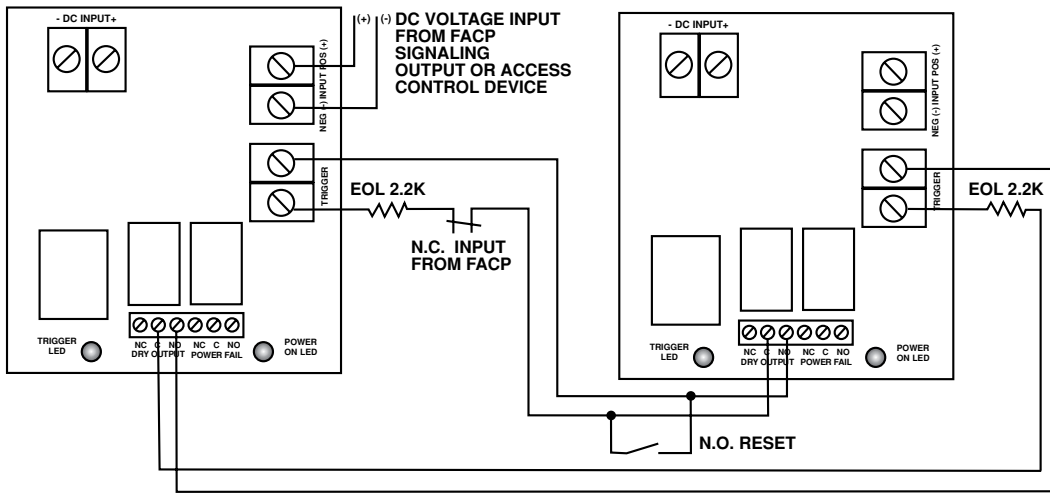 - DC INPUT+
NEG (-) INPUT POS (+)
TRIGGER
(+) (-) DC VOLTAGE INPUT
FROM FACP
SIGNALING
OUTPUT OR ACCESS
CONTROL DEVICE
EOL 2.2K
N.C. INPUT
FROM FACP
TRIGGER
LED
NC C NO NC C NO
DRY OUTPUT POWER FAIL
POWER
ON LED
- DC INPUT+
NEG (-) INPUT POS (+)
TRIGGER
EOL 2.2K
TRIGGER
LED
NC C NO NC C NO
DRY OUTPUT POWER FAIL
POWER
ON LED
N.O. RESET